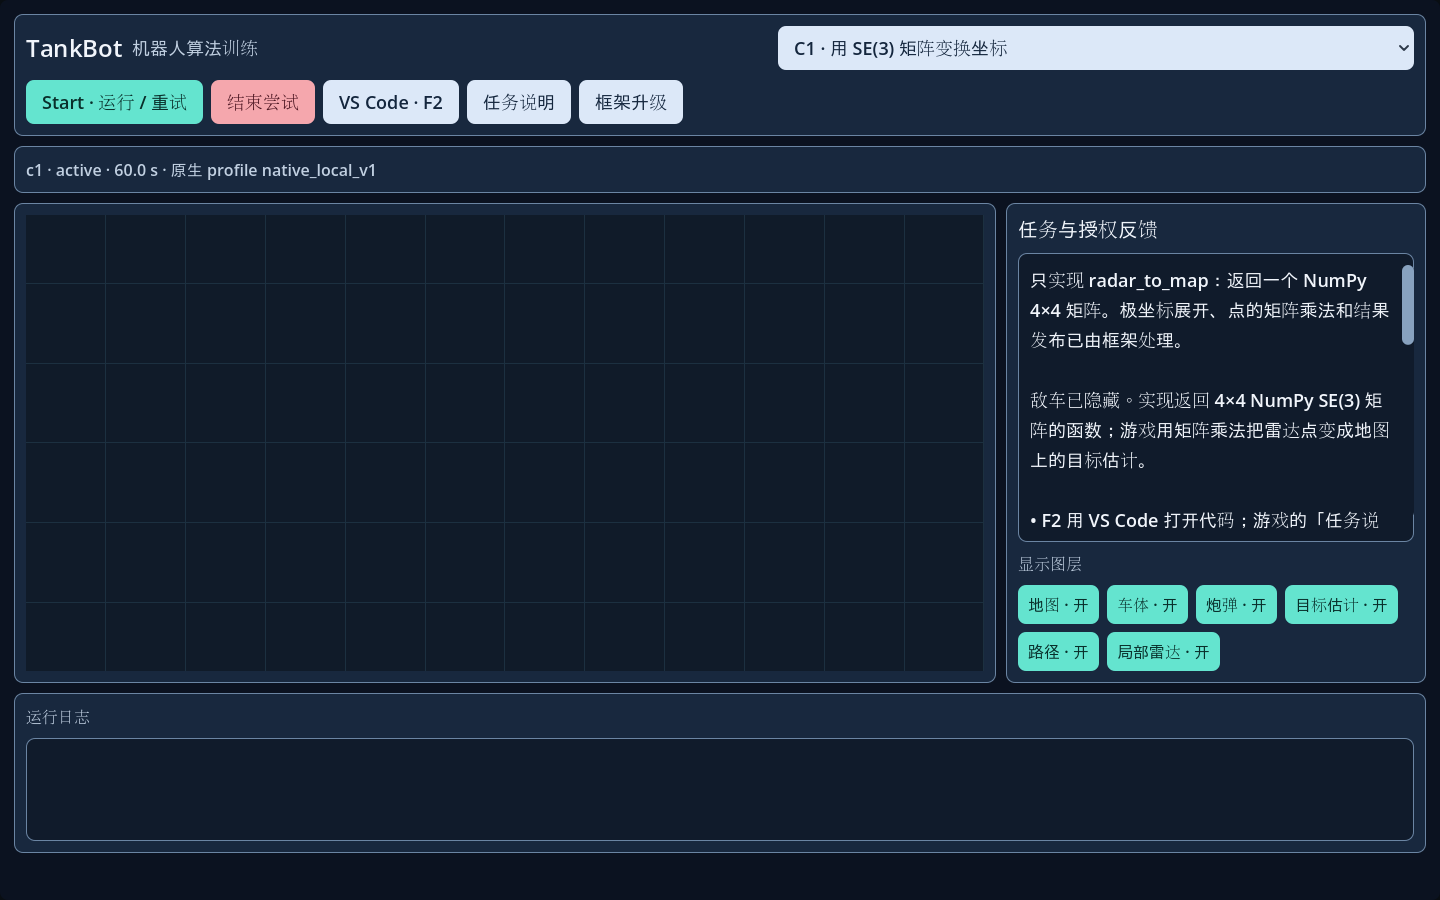 TankBot 机器人算法训练
C1 · 用 SE(3) 矩阵变换坐标
Start · 运行 / 重试
结束尝试
VS Code · F2
任务说明
框架升级
c1 · active · 60.0 s · 原生 profile native_local_v1
任务与授权反馈
只实现 radar_to_map：返回一个 NumPy
4×4 矩阵。极坐标展开、点的矩阵乘法和结果
发布已由框架处理。
敌车已隐藏。实现返回 4×4 NumPy SE(3) 矩
阵的函数；游戏用矩阵乘法把雷达点变成地图
上的目标估计。
• F2 用 VS Code 打开代码；游戏的「任务说
显示图层
地图 · 开
车体 · 开
炮弹 · 开
目标估计 · 开
路径 · 开
局部雷达 · 开
运行日志